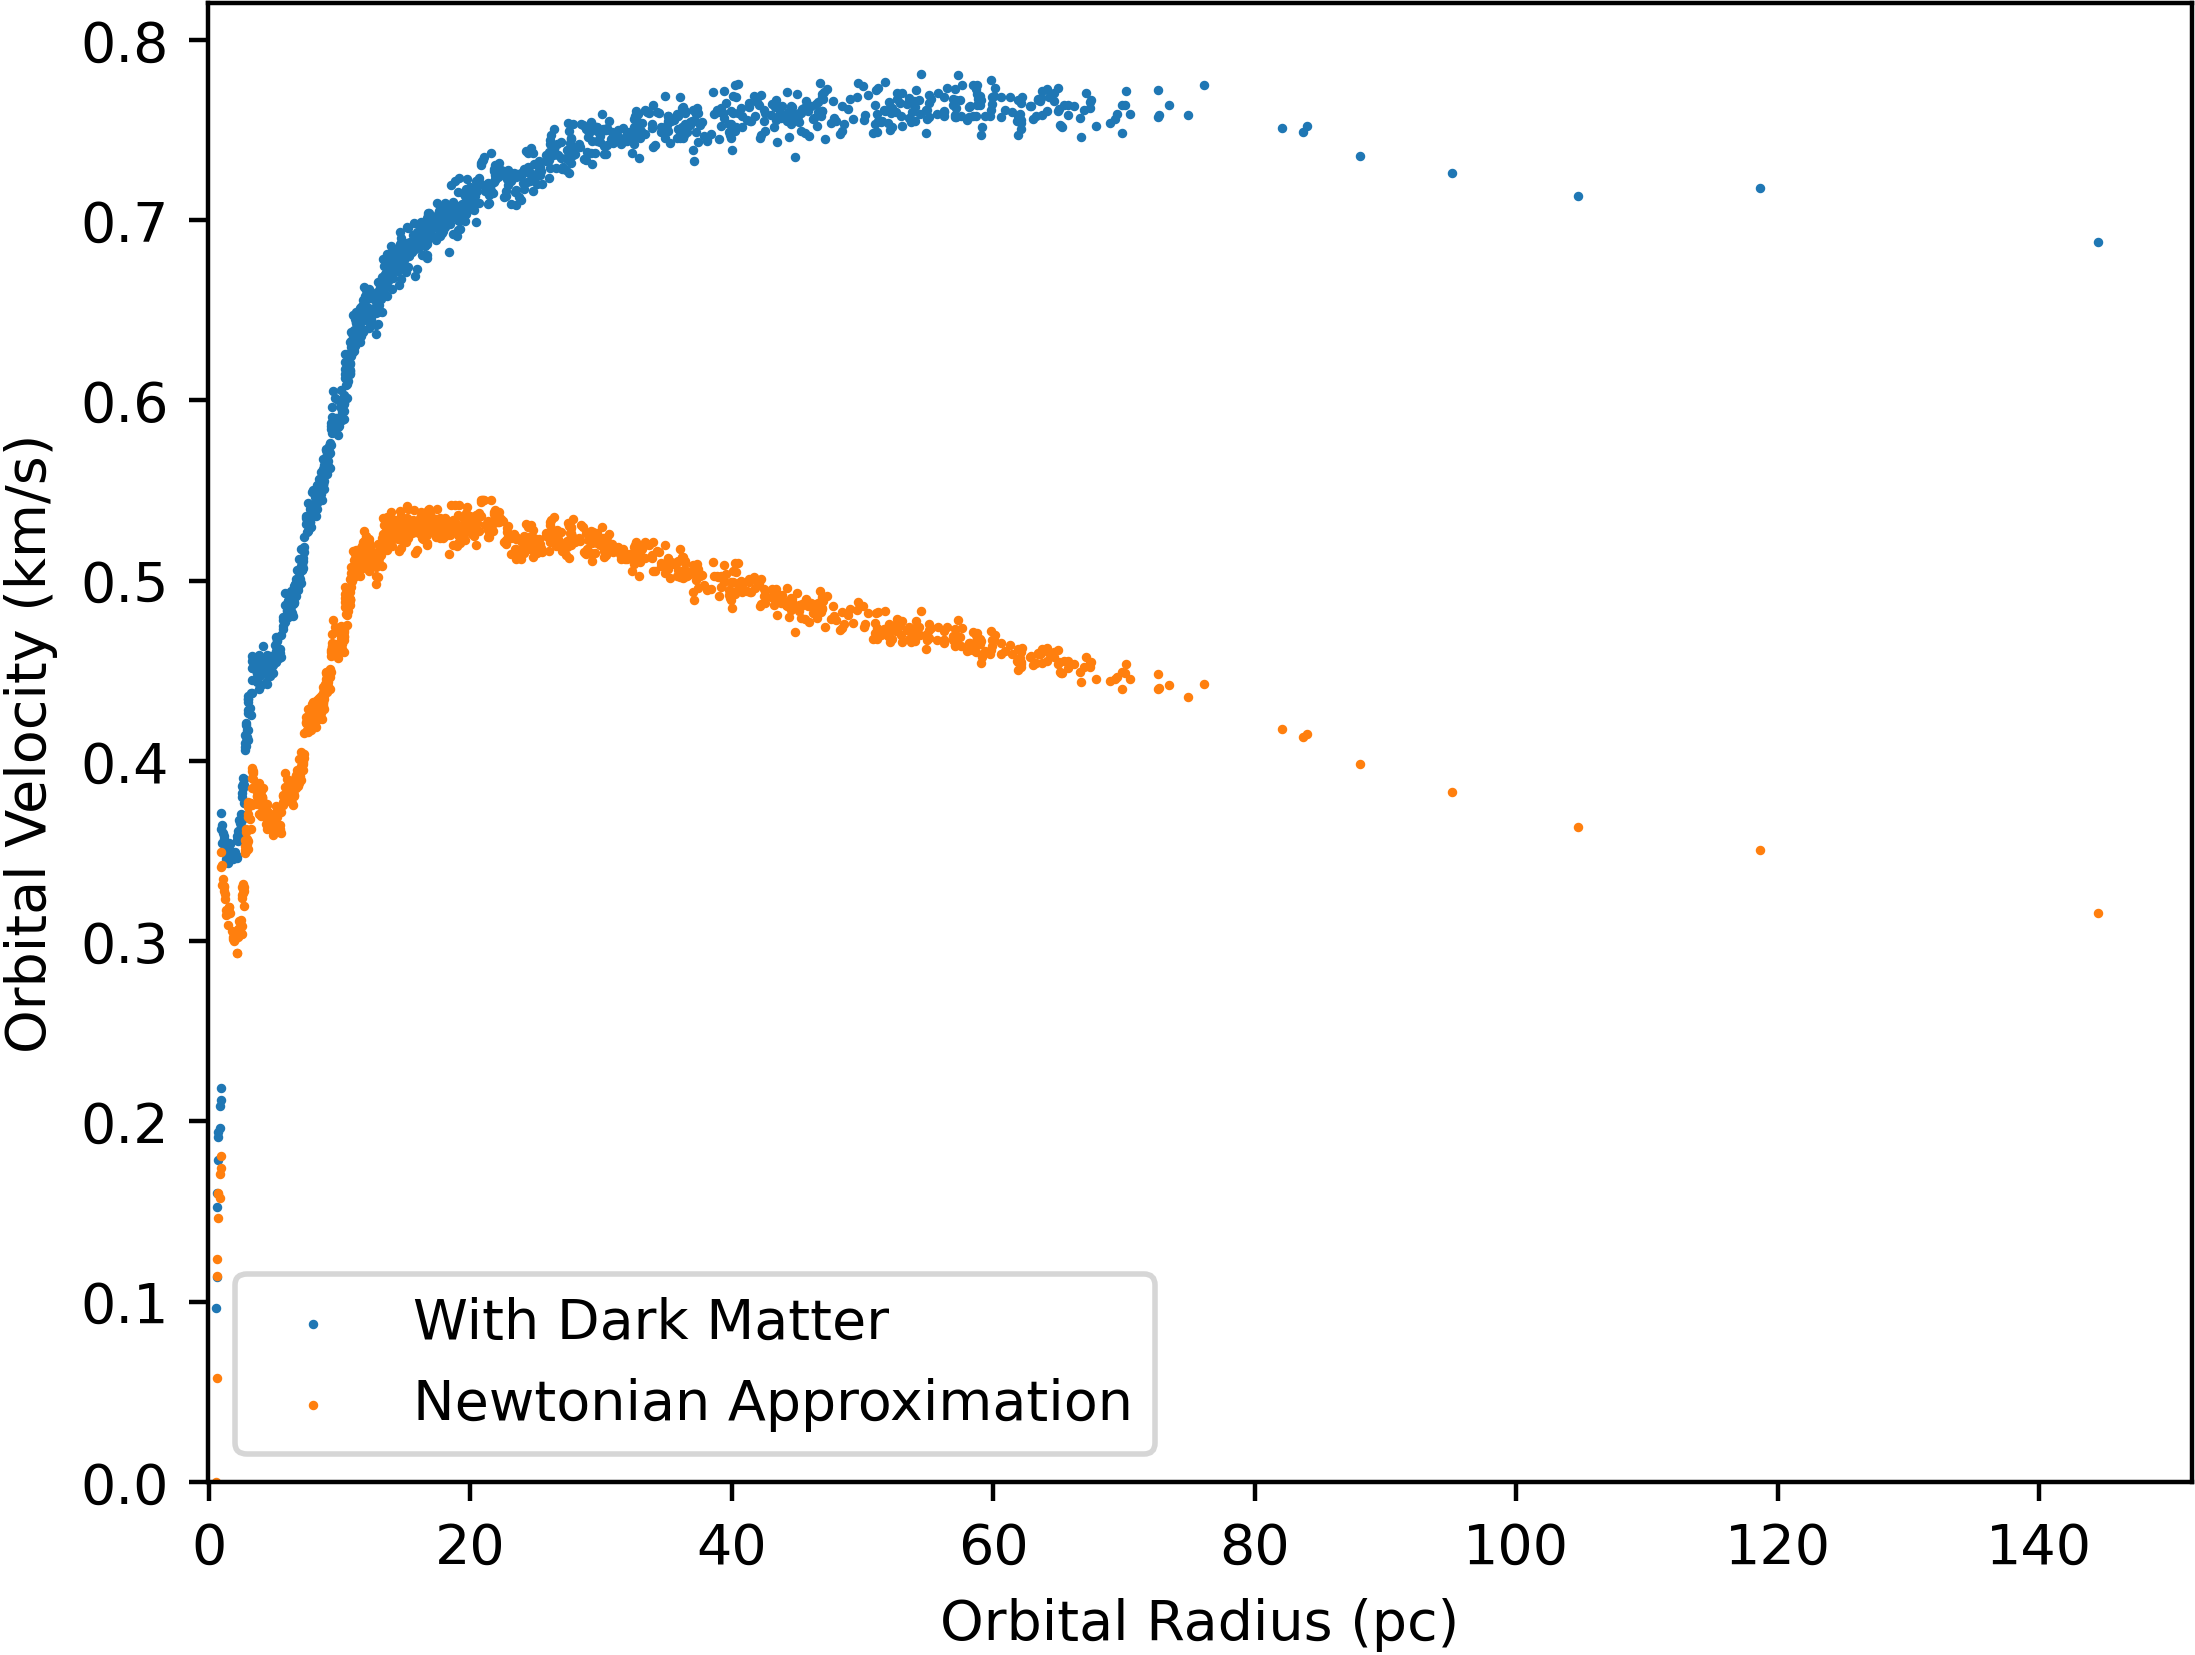 0.8
0.7
0.6
0.5
0.4
0.3
0.2
0.1
0.0
Orbital Velocity (km/s)
With Dark Matter
Newtonian Approximation
0 20 40 60 80 100 120 140
Orbital Radius (pc)